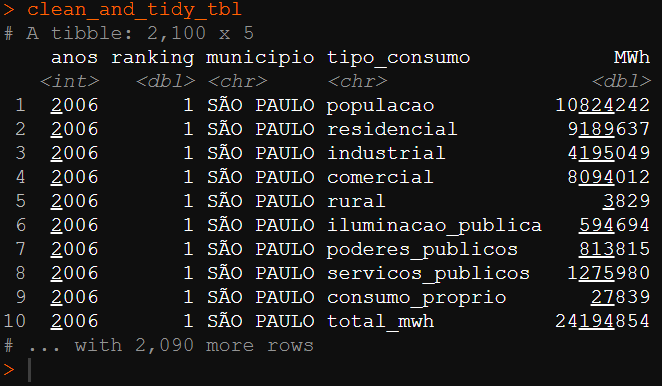 > clean_and_tidy_tbl
# A tibble: 2,100 x 5
anos ranking municipio tipo_consumo MWh
<int> <dbl> <chr> <chr> <dbl>
1 2006 1 SÃO PAULO populacao 10824242
2 2006 1 SÃO PAULO residencial 9189637
3 2006 1 SÃO PAULO industrial 4195049
4 2006 1 SÃO PAULO comercial 8094012
5 2006 1 SÃO PAULO rural 3829
6 2006 1 SÃO PAULO iluminacao_publica 594694
7 2006 1 SÃO PAULO poderes_publicos 813815
8 2006 1 SÃO PAULO servicos_publicos 1275980
9 2006 1 SÃO PAULO consumo_proprio 27839
10 2006 1 SÃO PAULO total_mwh 24194854
# ... with 2,090 more rows
>